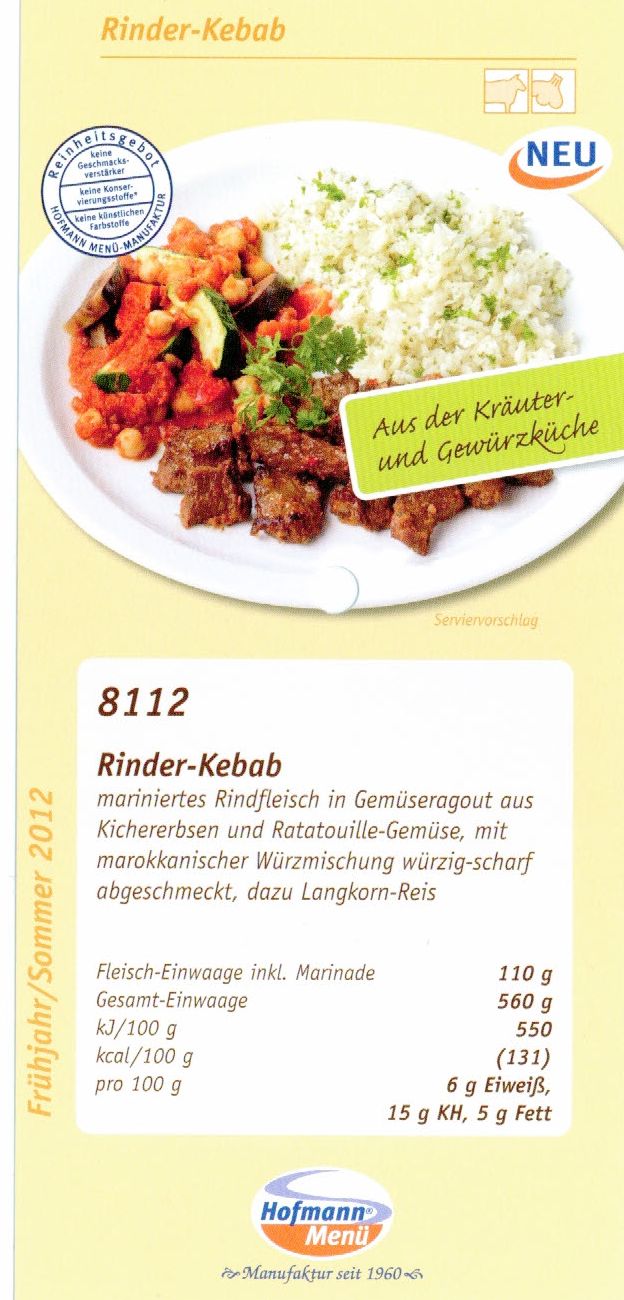 Rinder-Kebab
NEU
Reinheitsgebot
keine
Geschmacks-
verstärker
keine Konser-
vierungsstoffe*
keine künstlichen
Farbstoffe
HOFMANN MENÜ-MANUFAKTUR
Aus der Kräuter-
und Gewürzküche
Serviervorschlag
8112
Rinder-Kebab
mariniertes Rindfleisch in Gemüseragout aus
Kichererbsen und Ratatouille-Gemüse, mit
marokkanischer Würzmischung würzig-scharf
abgeschmeckt, dazu Langkorn-Reis
Fleisch-Einwaage inkl. Marinade 110 g
Gesamt-Einwaage 560 g
kJ/100 g 550
kcal/100 g (131)
pro 100 g 6 g Eiweiß,
15 g KH, 5 g Fett
Frühjahr/Sommer 2012
Hofmann®
Menü
Manufaktur seit 1960